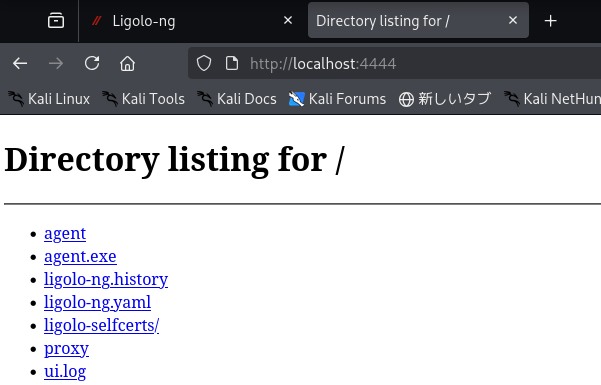 Ligolo-ng
Directory listing for /
http://localhost:4444
Kali Linux Kali Tools Kali Docs Kali Forums 新しいタブ Kali NetHun
Directory listing for /
agent
agent.exe
ligolo-ng.history
ligolo-ng.yaml
ligolo-selfcerts/
proxy
ui.log